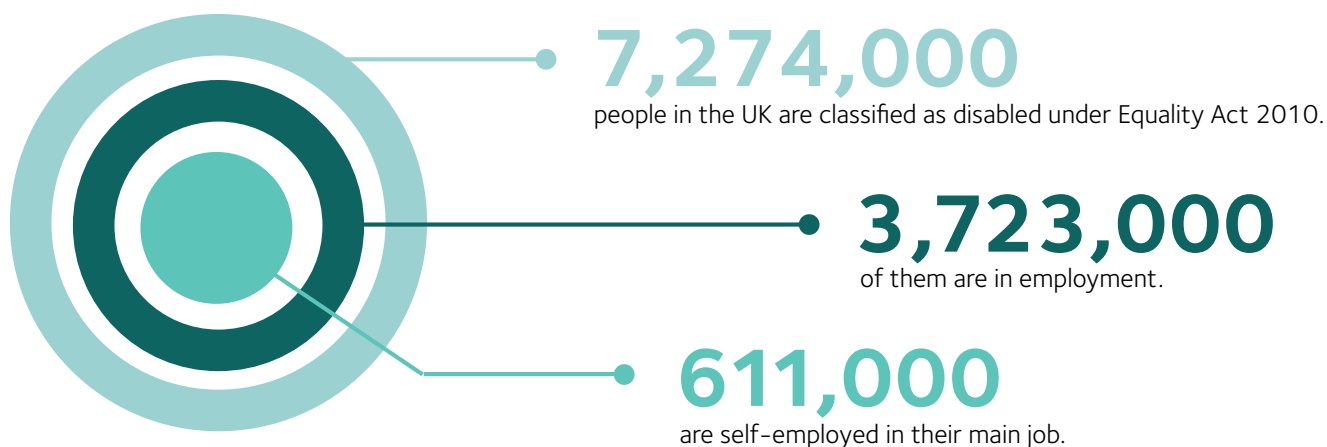 7,274,000
people in the UK are classified as disabled under Equality Act 2010.
3,723,000
of them are in employment.
611,000
are self-employed in their main job.